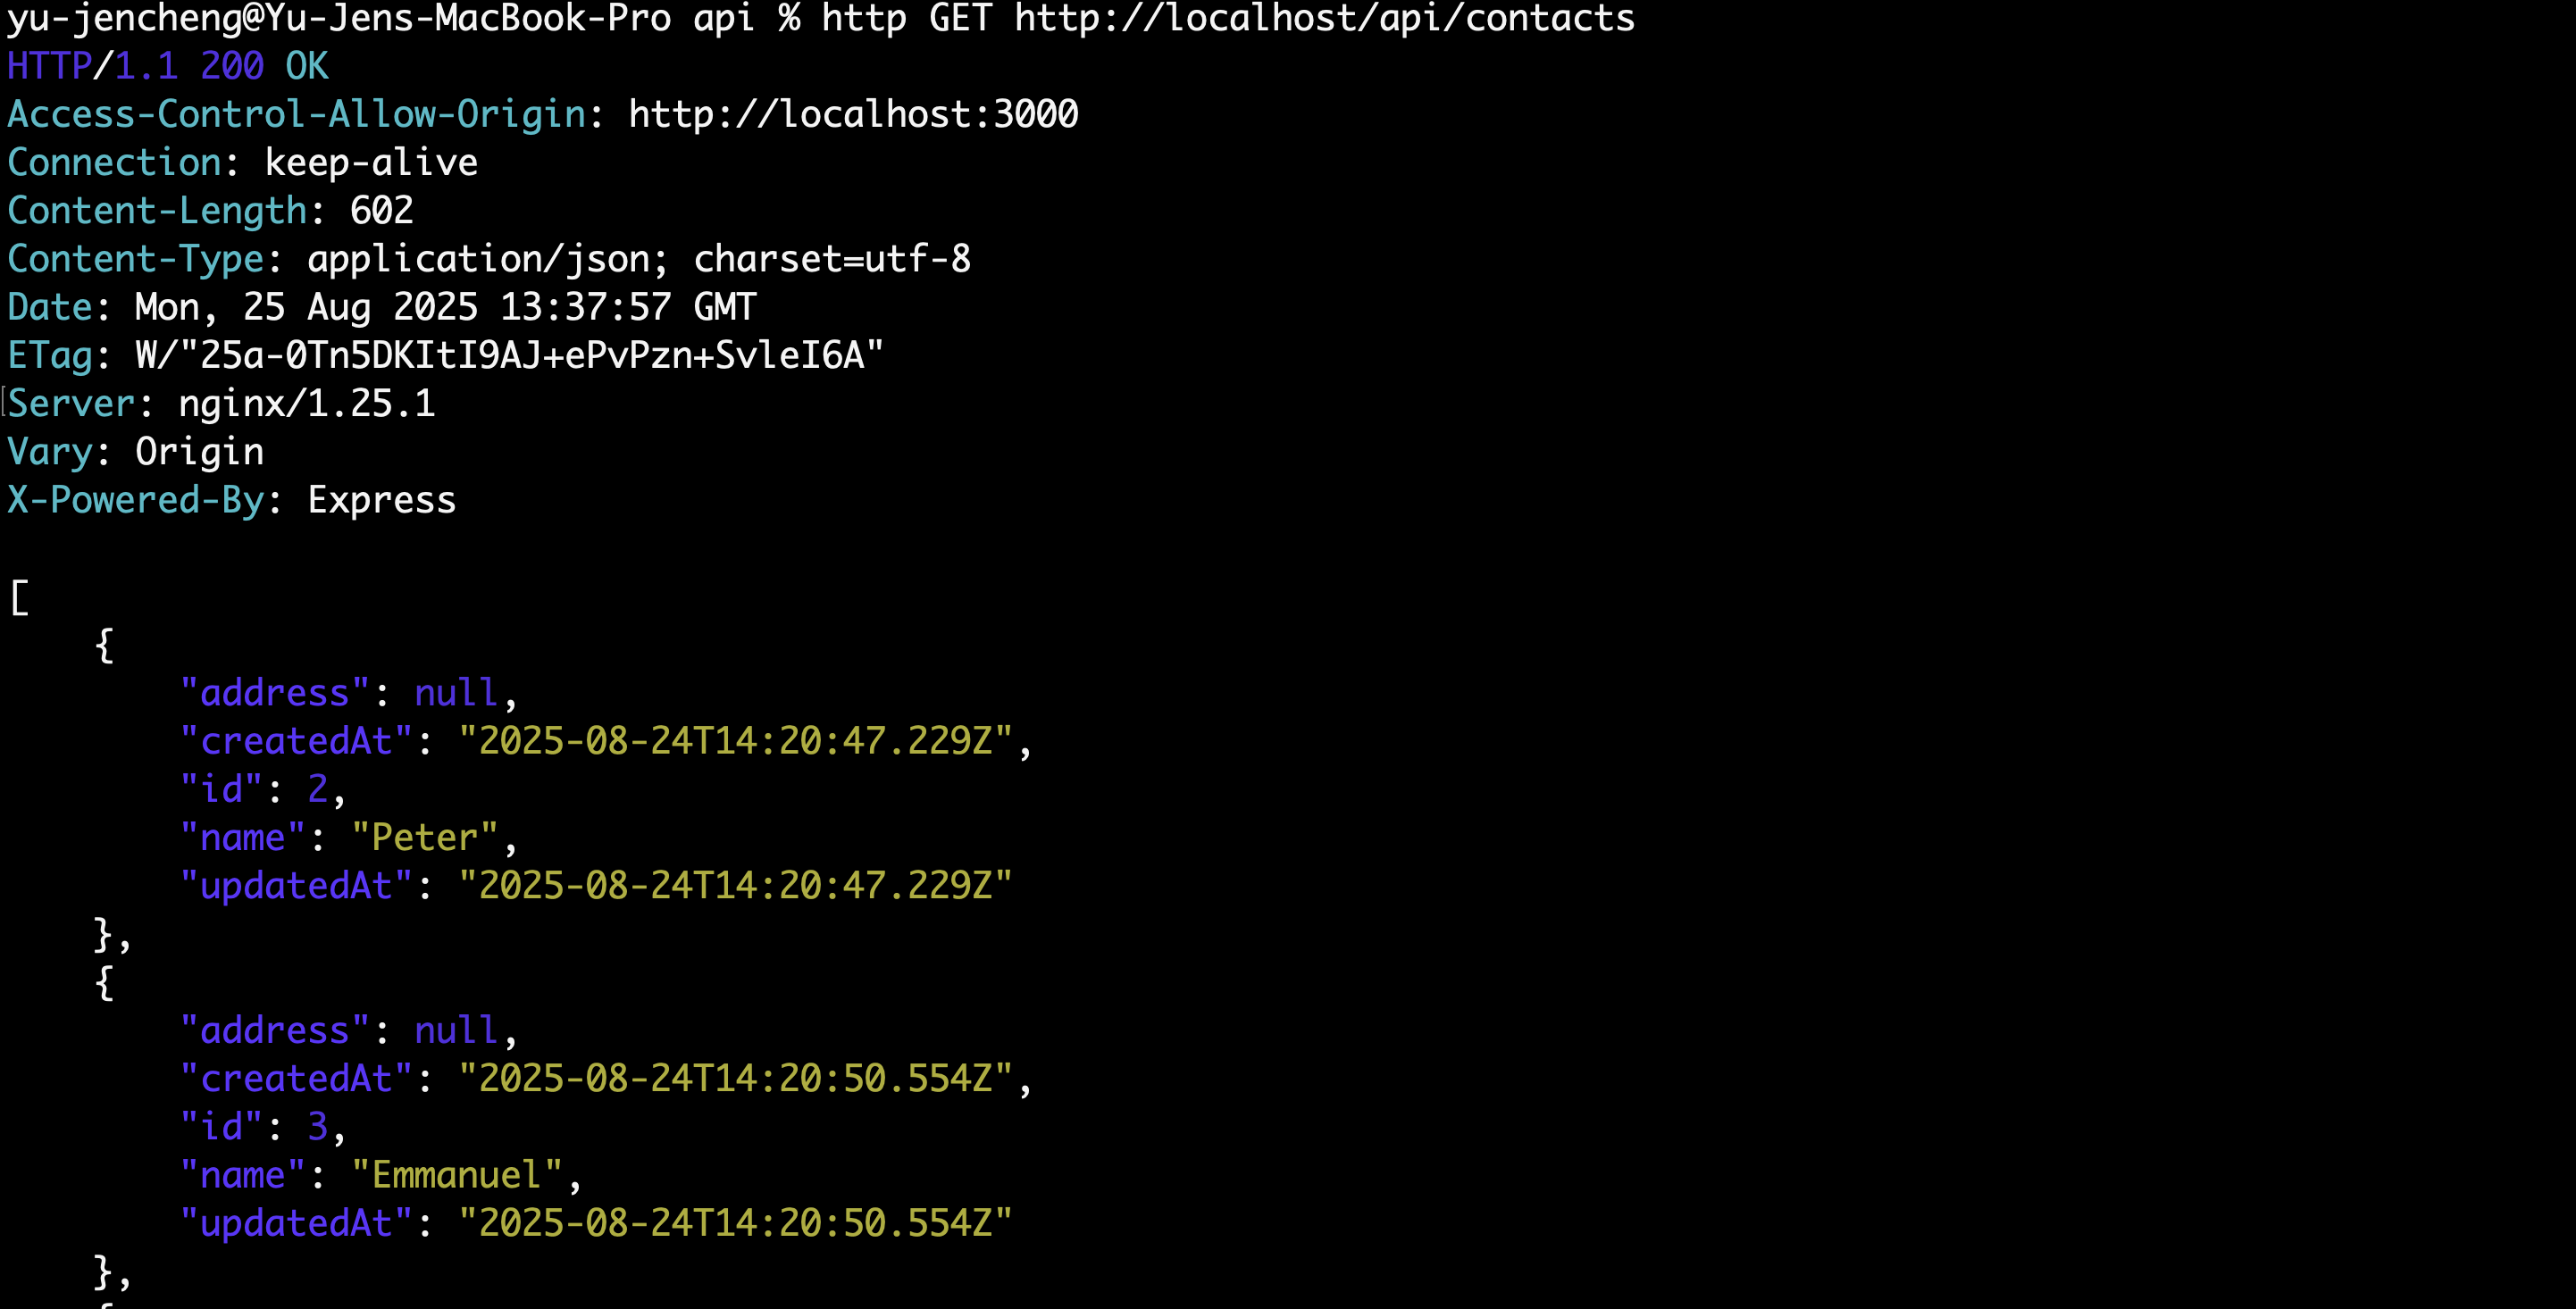 yu-jencheng@Yu-Jens-MacBook-Pro api % http GET http://localhost/api/contacts
HTTP/1.1 200 OK
Access-Control-Allow-Origin: http://localhost:3000
Connection: keep-alive
Content-Length: 602
Content-Type: application/json; charset=utf-8
Date: Mon, 25 Aug 2025 13:37:57 GMT
ETag: W/"25a-0Tn5DKItI9AJ+ePvPzn+SvleI6A"
Server: nginx/1.25.1
Vary: Origin
X-Powered-By: Express

[
    {
        "address": null,
        "createdAt": "2025-08-24T14:20:47.229Z",
        "id": 2,
        "name": "Peter",
        "updatedAt": "2025-08-24T14:20:47.229Z"
    },
    {
        "address": null,
        "createdAt": "2025-08-24T14:20:50.554Z",
        "id": 3,
        "name": "Emmanuel",
        "updatedAt": "2025-08-24T14:20:50.554Z"
    },
    {